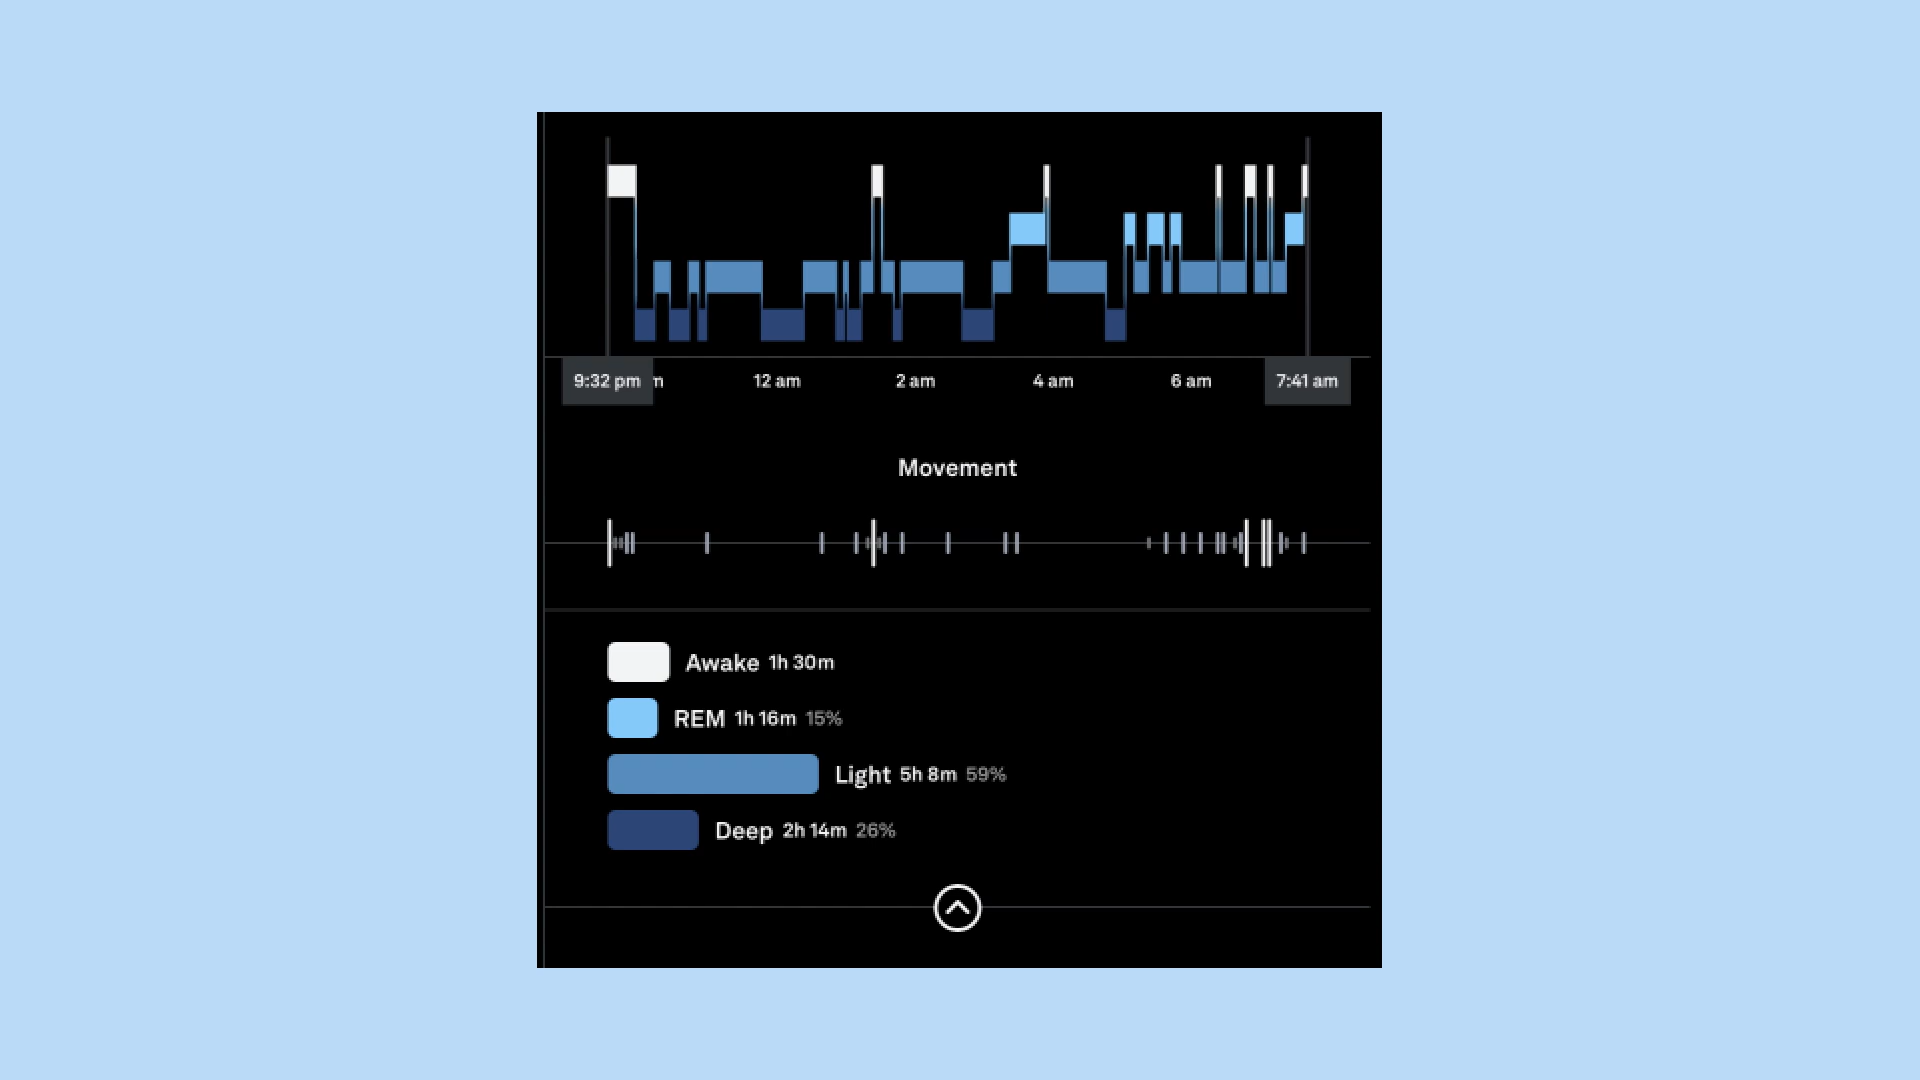 9:32 pm m 12 am 2 am 4 am 6 am 7:41 am
Movement
Awake 1h 30m
REM 1h 16m 15%
Light 5h 8m 59%
Deep 2h 14m 26%